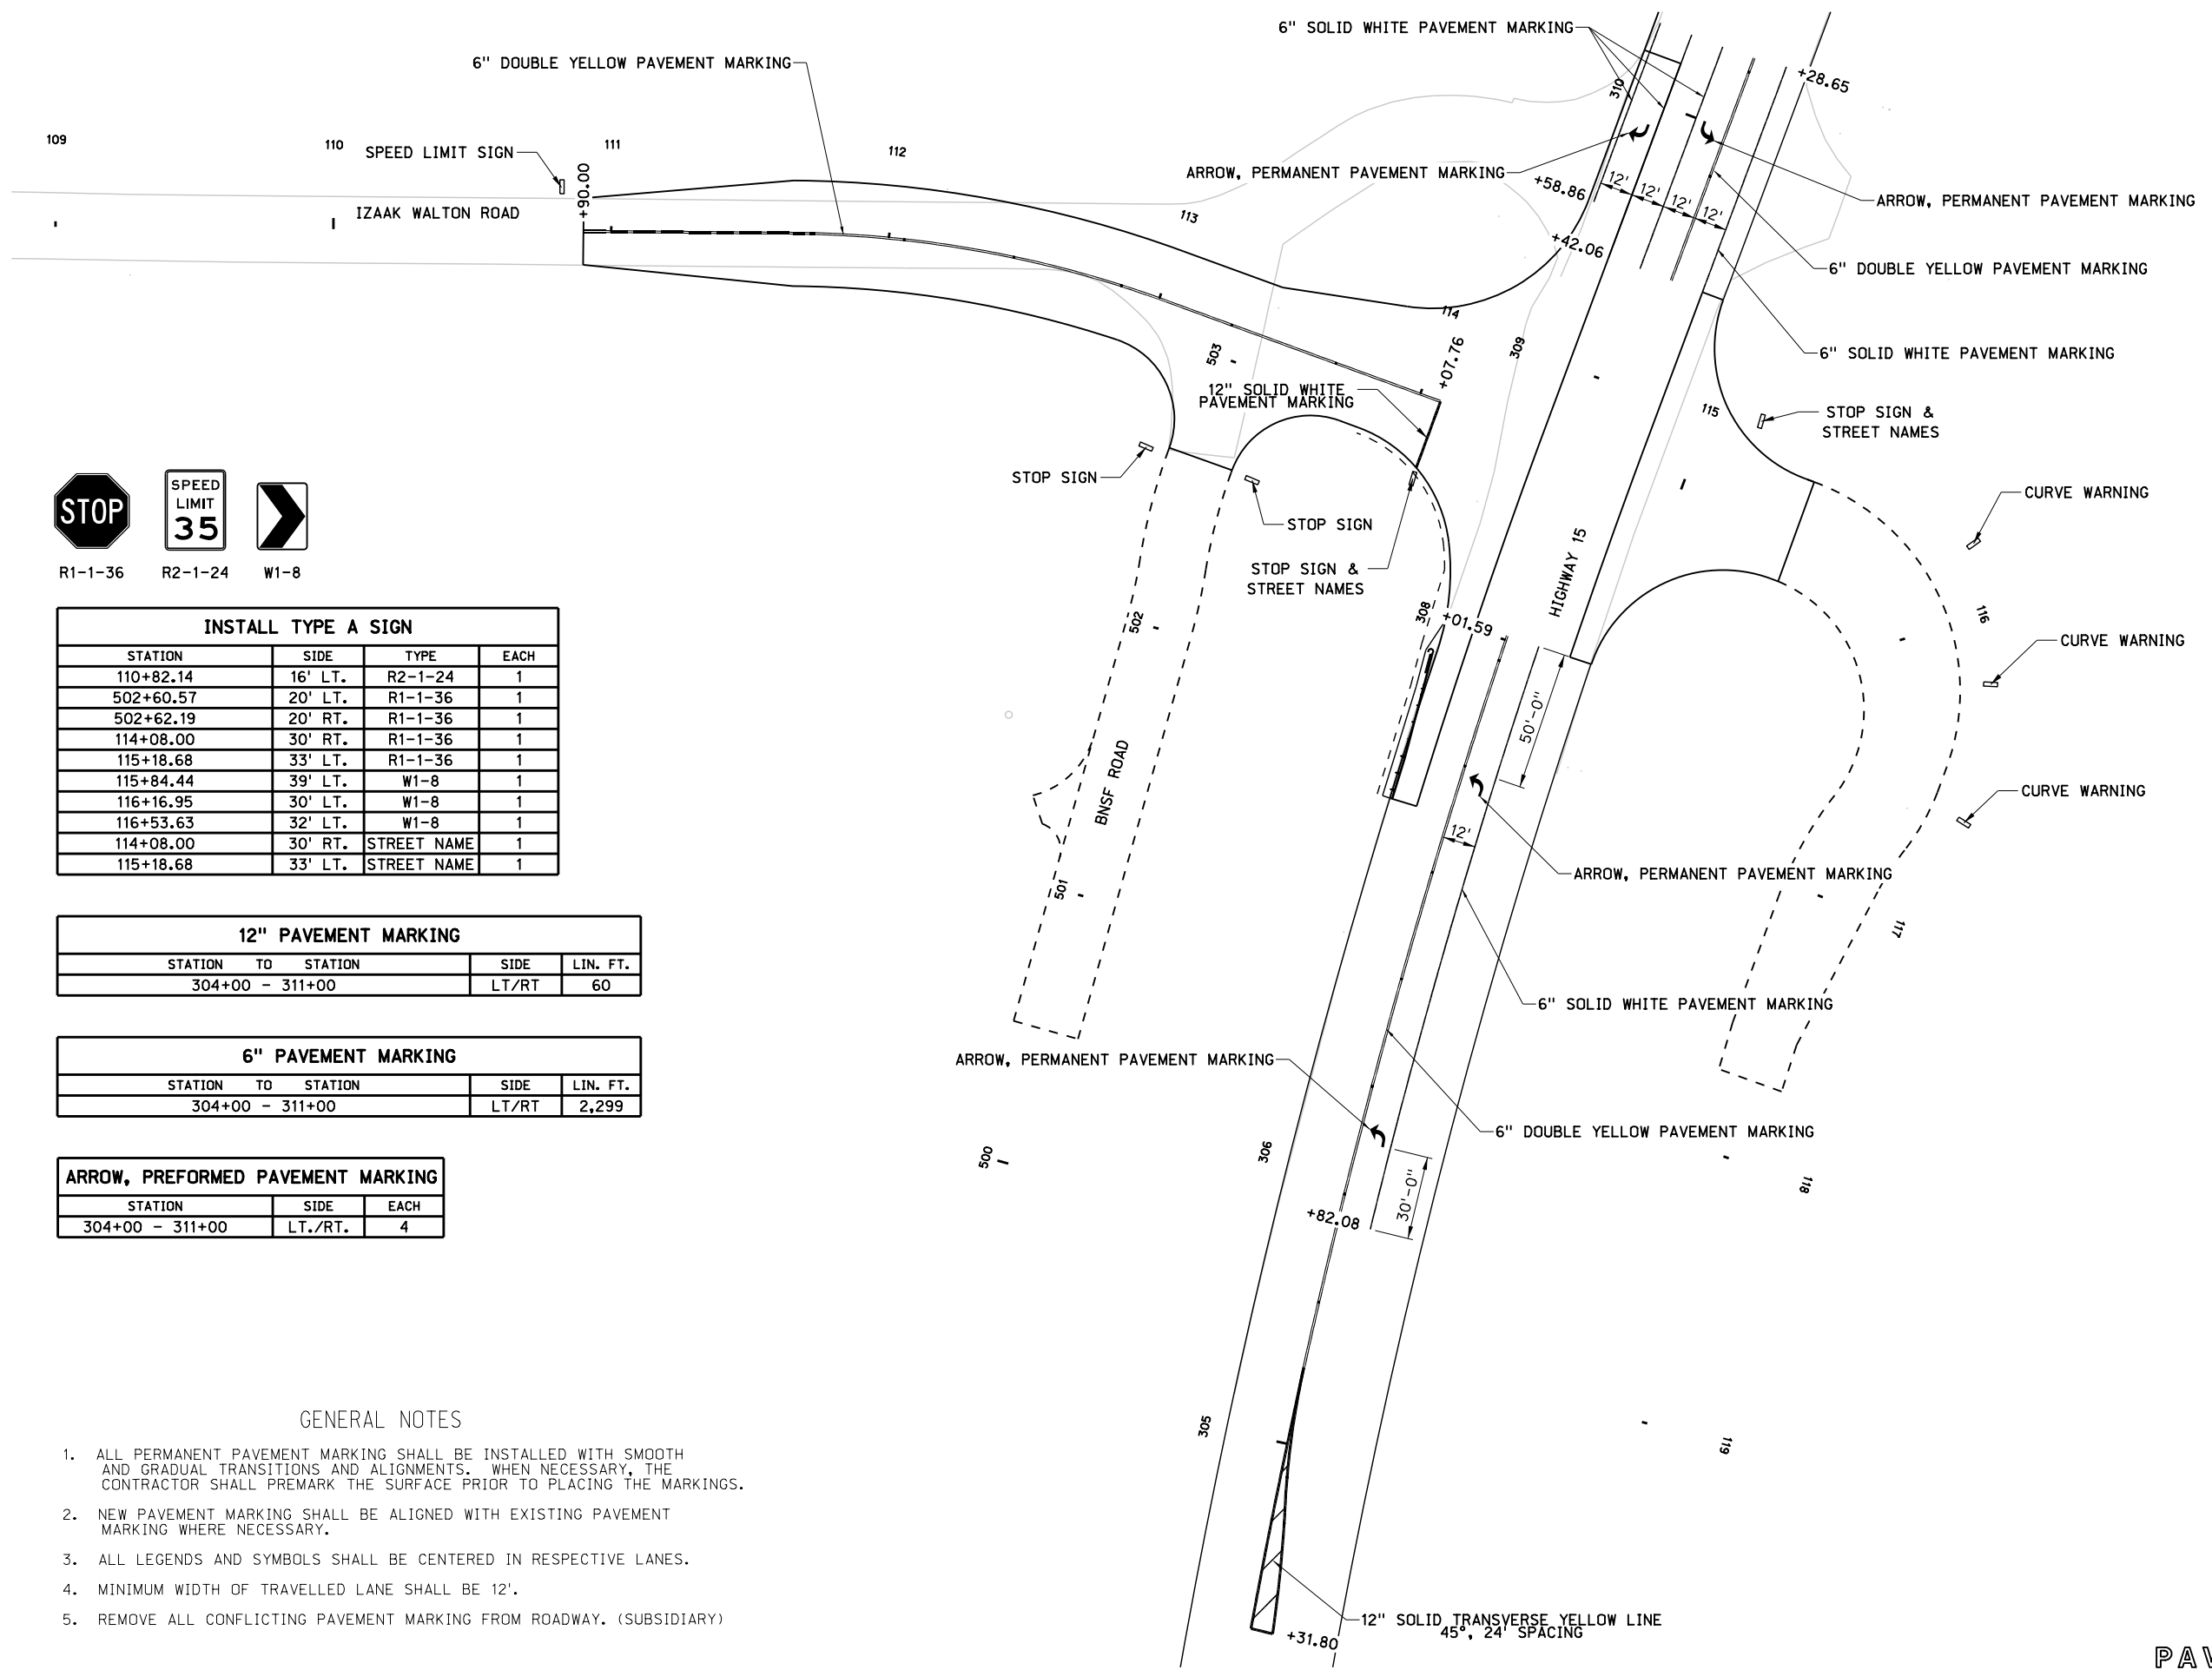 6" SOLID WHITE PAVEMENT MARKING
6" DOUBLE YELLOW PAVEMENT MARKING
+28.65
310
109
110
111
112
SPEED LIMIT SIGN
+90.00
ARROW, PERMANENT PAVEMENT MARKING
+58.86
12'
12'
12'
12'
ARROW, PERMANENT PAVEMENT MARKING
IZAAK WALTON ROAD
113
+42.06
6" DOUBLE YELLOW PAVEMENT MARKING
114
309
+07.76
503
6" SOLID WHITE PAVEMENT MARKING
12" SOLID WHITE
PAVEMENT MARKING
115
STOP SIGN &
STREET NAMES
STOP SIGN
STOP SIGN
CURVE WARNING
STOP
SPEED
LIMIT
35
R1-1-36
R2-1-24
W1-8
STOP SIGN &
STREET NAMES
HIGHWAY 15
308
+01.59
502
116
CURVE WARNING
INSTALL TYPE A SIGN
STATION SIDE TYPE EACH
110+82.14 16' LT. R2-1-24 1
502+60.57 20' LT. R1-1-36 1
502+62.19 20' RT. R1-1-36 1
114+08.00 30' RT. R1-1-36 1
115+18.68 33' LT. R1-1-36 1
115+84.44 39' LT. W1-8 1
116+16.95 30' LT. W1-8 1
116+53.63 32' LT. W1-8 1
114+08.00 30' RT. STREET NAME 1
115+18.68 33' LT. STREET NAME 1
50'-0"
BNSF ROAD
CURVE WARNING
12'
ARROW, PERMANENT PAVEMENT MARKING
501
117
12" PAVEMENT MARKING
STATION TO STATION SIDE LIN. FT.
304+00 - 311+00 LT/RT 60
6" SOLID WHITE PAVEMENT MARKING
6" PAVEMENT MARKING
STATION TO STATION SIDE LIN. FT.
304+00 - 311+00 LT/RT 2,299
ARROW, PERMANENT PAVEMENT MARKING
6" DOUBLE YELLOW PAVEMENT MARKING
500
306
118
30'-0"
+82.08
ARROW, PREFORMED PAVEMENT MARKING
STATION SIDE EACH
304+00 - 311+00 LT./RT. 4
305
119
GENERAL NOTES
1. ALL PERMANENT PAVEMENT MARKING SHALL BE INSTALLED WITH SMOOTH
AND GRADUAL TRANSITIONS AND ALIGNMENTS. WHEN NECESSARY, THE
CONTRACTOR SHALL PREMARK THE SURFACE PRIOR TO PLACING THE MARKINGS.
2. NEW PAVEMENT MARKING SHALL BE ALIGNED WITH EXISTING PAVEMENT
MARKING WHERE NECESSARY.
3. ALL LEGENDS AND SYMBOLS SHALL BE CENTERED IN RESPECTIVE LANES.
4. MINIMUM WIDTH OF TRAVELLED LANE SHALL BE 12'.
5. REMOVE ALL CONFLICTING PAVEMENT MARKING FROM ROADWAY. (SUBSIDIARY)
12" SOLID TRANSVERSE YELLOW LINE
45°, 24' SPACING
+31.80